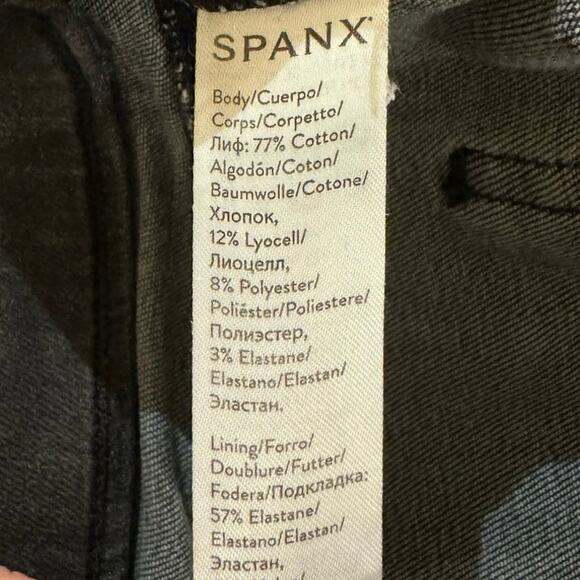 SPANX
Body/Cuerpo/
Corps/Corpetto/
Лиф: 77% Cotton/
Algodón/Coton/
Baumwolle/Cotone/
Хлопок,
12% Lyocell/
Лиоцелл,
8% Polyester/
Poliéster/Poliestere/
Полиэстер,
3% Elastane/
Elastano/Elastan/
Эластан.
Lining/Forro/
Doublure/Futter/
Fodera/Подкладка:
57% Elastane/
Elastano/Elastan/
Эластан,